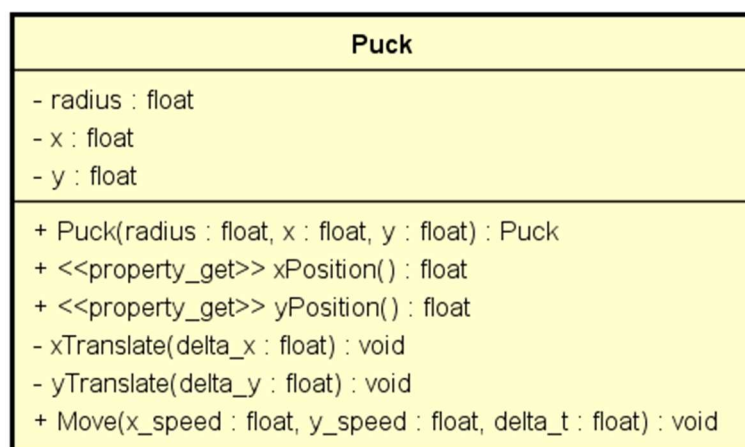 Puck
- radius : float
- x : float
- y : float
+ Puck(radius : float, x : float, y : float) : Puck
+ <<property_get>> xPosition() : float
+ <<property_get>> yPosition() : float
- xTranslate(delta_x : float) : void
- yTranslate(delta_y : float) : void
+ Move(x_speed : float, y_speed : float, delta_t : float) : void